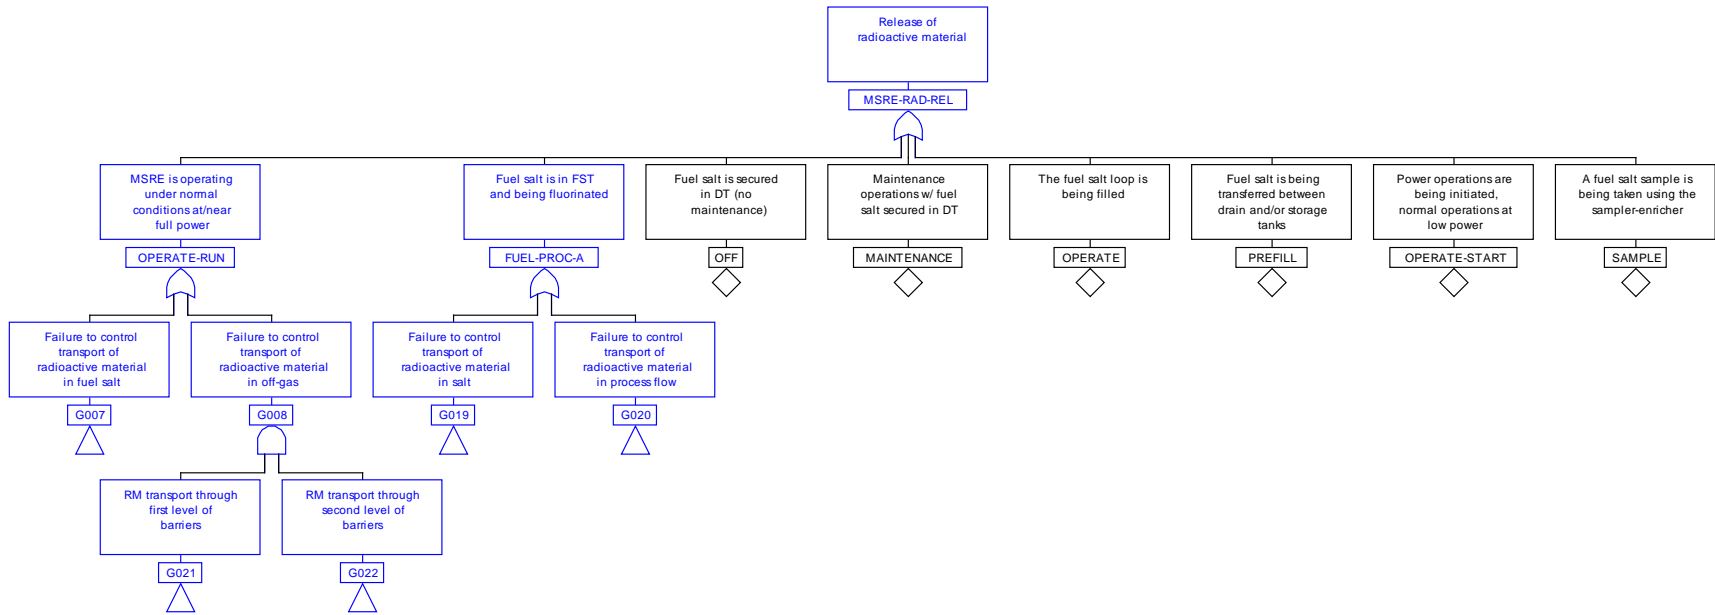 Release of
radioactive material
MSRE-RAD-REL
MSRE is operating
under normal
conditions at/near
full power
OPERATE-RUN
Fuel salt is in FST
and being fluorinated
FUEL-PROC-A
Fuel salt is secured
in DT (no
maintenance)
OFF
Maintenance
operations w/ fuel
salt secured in DT
MAINTENANCE
The fuel salt loop is
being filled
OPERATE
Fuel salt is being
transferred between
drain and/or storage
tanks
PREFILL
Power operations are
being initiated,
normal operations at
low power
OPERATE-START
A fuel salt sample is
being taken using the
sampler-enricher
SAMPLE
Failure to control
transport of
radioactive material
in fuel salt
G007
Failure to control
transport of
radioactive material
in off-gas
G008
Failure to control
transport of
radioactive material
in salt
G019
Failure to control
transport of
radioactive material
in process flow
G020
RM transport through
first level of
barriers
G021
RM transport through
second level of
barriers
G022